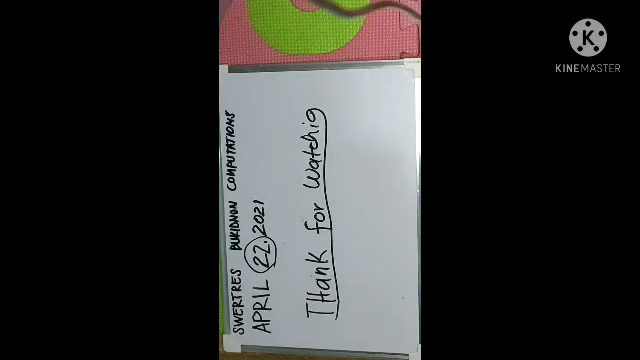 SWERTRES BUKIDNON COMPUTATIONS
APRIL 22, 2021
THank for watchig
KINEMASTER